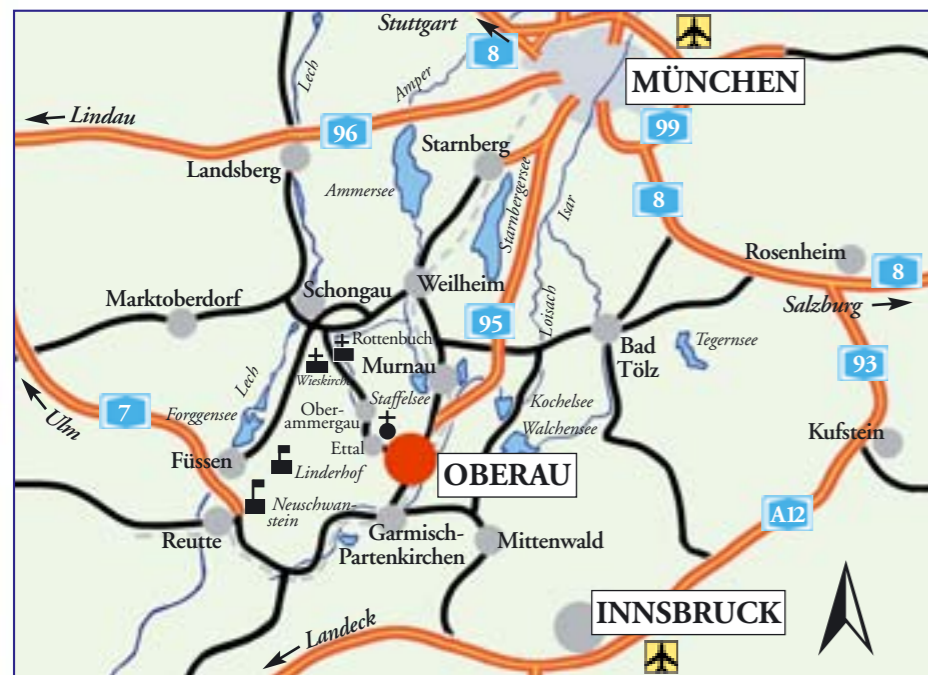 Stuttgart
8
MÜNCHEN
Lech
Amper
Lindau
96
99
Landsberg
Starnberg
Ammersee
Starnbergersee
Isar
8
Rosenheim
8
Salzburg
Marktoberdorf
Schongau
Weilheim
95
Loisach
Bad
Tölz
Tegernsee
93
Rottenbuch
Wieskirche
Murnau
Staffelsee
Lech
Forggensee
7
Ulm
Ober-
ammergau
Ettal
Kochelsee
Walchensee
Kufstein
Füssen
Linderhof
OBERAU
Neuschwan-
stein
Reutte
Garmisch-
Partenkirchen
Mittenwald
A12
Landeck
INNSBRUCK